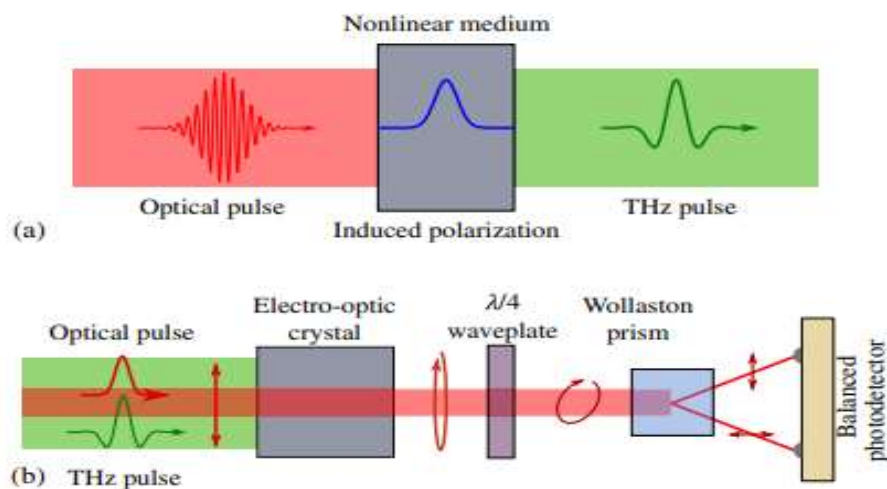 Nonlinear medium
Optical pulse
THz pulse
(a)
Induced polarization
Electro-optic
crystal
λ/4
waveplate
Wollaston
prism
Optical pulse
Balanced
photodetector
(b)
THz pulse